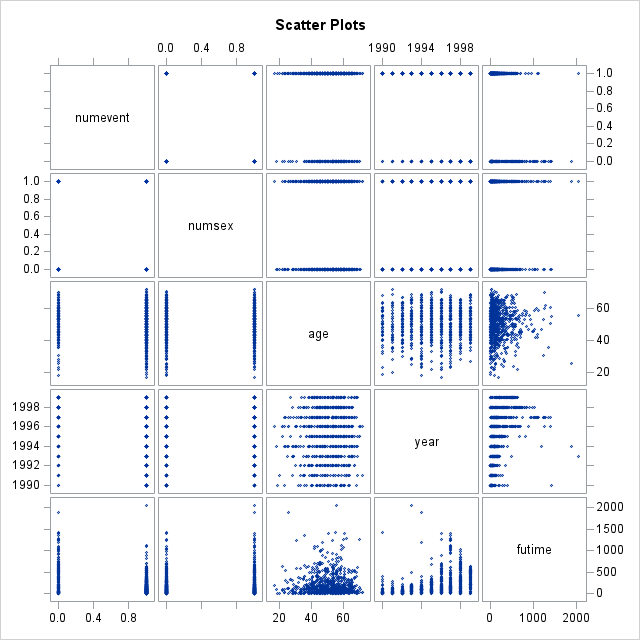 Scatter Plots
0.0 0.4 0.8 1990 1994 1998
numevent 1.0
0.8
0.6
0.4
0.2
0.0
1.0
0.8
0.6 numsex
0.4
0.2
0.0
age 60
40
20
1998
1996 year
1994
1992
1990
2000
1500
futime 1000
500
0
0.0 0.4 0.8 20 40 60 0 1000 2000